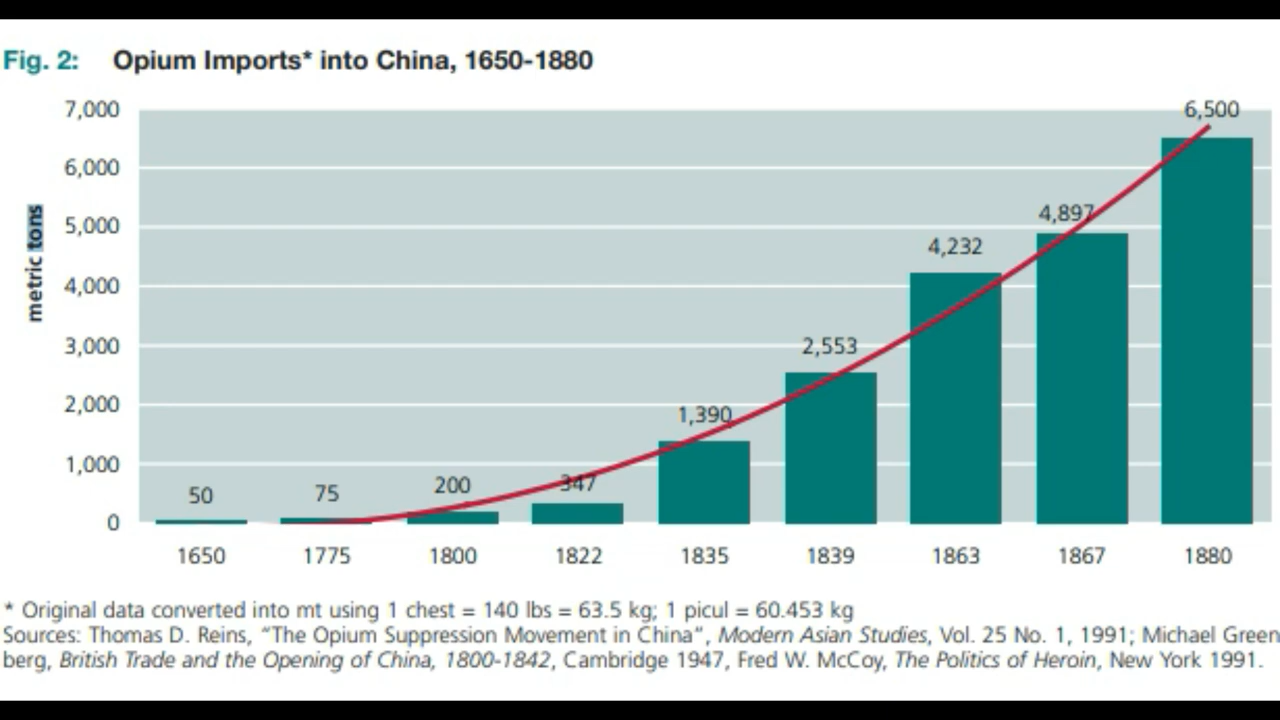 Fig. 2: Opium Imports* into China, 1650-1880
metric tons
7,000
6,000
5,000
4,000
3,000
2,000
1,000
0
50
75
200
347
1,390
2,553
4,232
4,897
6,500
1650 1775 1800 1822 1835 1839 1863 1867 1880
* Original data converted into mt using 1 chest = 140 lbs = 63.5 kg; 1 picul = 60.453 kg
Sources: Thomas D. Reins, “The Opium Suppression Movement in China“, Modern Asian Studies, Vol. 25 No. 1, 1991; Michael Green
berg, British Trade and the Opening of China, 1800-1842, Cambridge 1947, Fred W. McCoy, The Politics of Heroin, New York 1991.